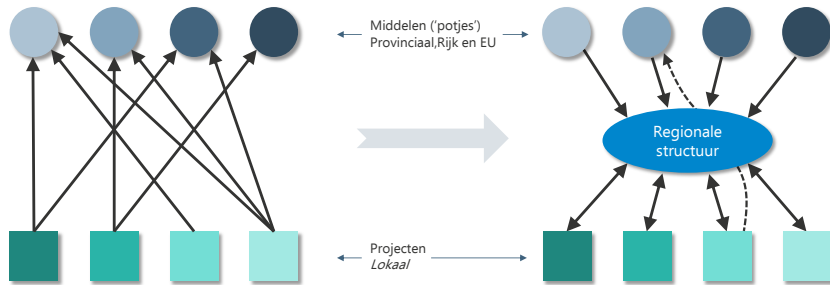 Middelen ('potjes')
Provinciaal,Rijk en EU
Regionale
structuur
Projecten
Lokaal